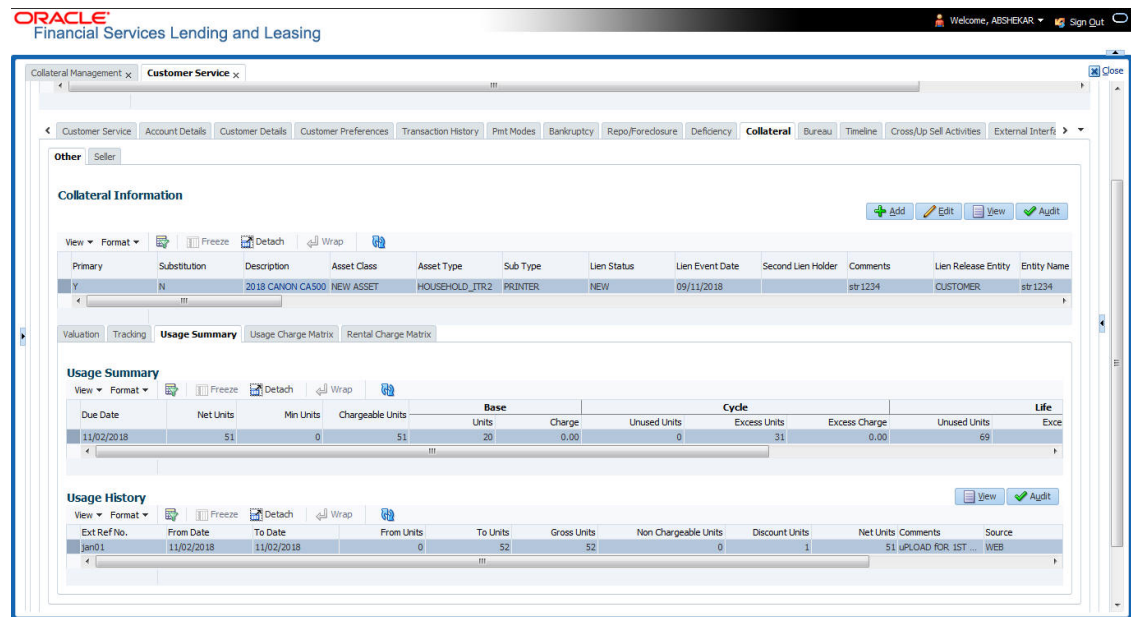 ORACLE
Financial Services Lending and Leasing
Welcome, ABSHEKAR
Sign Out
Collateral Management x Customer Service x
Close
Customer Service Account Details Customer Details Customer Preferences Transaction History Pmt Modes Bankruptcy Repo/Foreclosure Deficiency Collateral Bureau Timeline Cross/Up Sell Activities External Interfa
Other Seller
Collateral Information
Add Edit View Audit
View Format Freeze Detach Wrap
Primary Substitution Description Asset Class Asset Type Sub Type Lien Status Lien Event Date Second Lien Holder Comments Lien Release Entity Entity Name
Y N 2018 CANON CA500 NEW ASSET HOUSEHOLD_ITR2 PRINTER NEW 09/11/2018 str1234 CUSTOMER str1234
Valuation Tracking Usage Summary Usage Charge Matrix Rental Charge Matrix
Usage Summary
View Format Freeze Detach Wrap
Base Cycle Life
Due Date Net Units Min Units Chargeable Units Units Charge Unused Units Excess Units Excess Charge Unused Units Exce
11/02/2018 51 0 51 20 0.00 0 31 0.00 69
Usage History
View Audit
View Format Freeze Detach Wrap
Ext Ref No. From Date To Date From Units To Units Gross Units Non Chargeable Units Discount Units Net Units Comments Source
jan01 11/02/2018 11/02/2018 0 52 52 0 1 51 uPLOAD fOR 1ST ... WEB